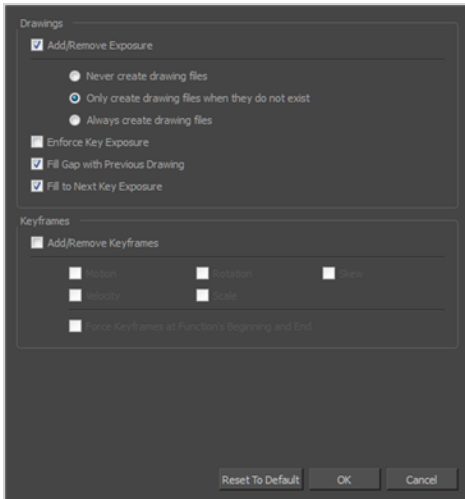 Drawings
Add/Remove Exposure
Never create drawing files
Only create drawing files when they do not exist
Always create drawing files
Enforce Key Exposure
Fill Gap with Previous Drawing
Fill to Next Key Exposure
Keyframes
Add/Remove Keyframes
Motion Rotation Skew
Velocity Scale
Force Keyframes at Function's Beginning and End
Reset To Default OK Cancel